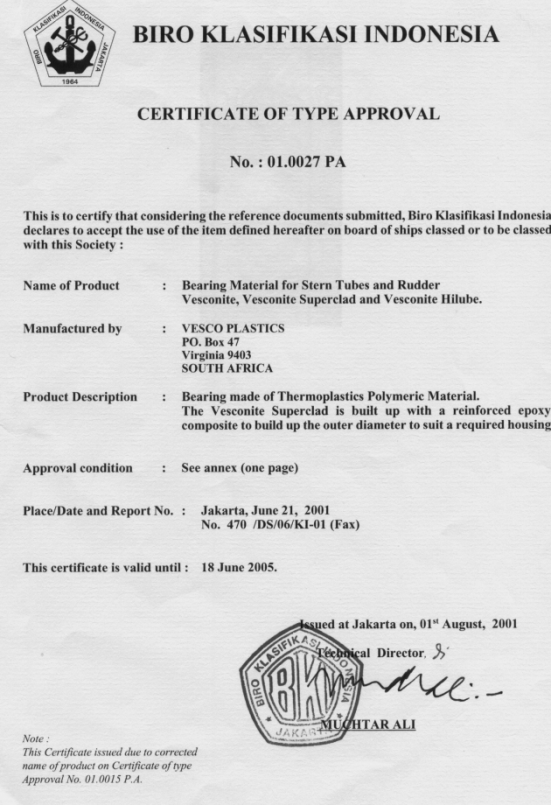 KLASIFIKASI INDONESIA
BIRO JAKARTA
1964
BIRO KLASIFIKASI INDONESIA
CERTIFICATE OF TYPE APPROVAL
No. : 01.0027 PA
This is to certify that considering the reference documents submitted, Biro Klasifikasi Indonesia
declares to accept the use of the item defined hereafter on board of ships classed or to be classed
with this Society :
Name of Product : Bearing Material for Stern Tubes and Rudder
Vesconite, Vesconite Superclad and Vesconite Hilube.
Manufactured by : VESCO PLASTICS
PO. Box 47
Virginia 9403
SOUTH AFRICA
Product Description : Bearing made of Thermoplastics Polymeric Material.
The Vesconite Superclad is built up with a reinforced epoxy
composite to build up the outer diameter to suit a required housing
Approval condition : See annex (one page)
Place/Date and Report No. : Jakarta, June 21, 2001
No. 470 /DS/06/KI-01 (Fax)
This certificate is valid until : 18 June 2005.
Issued at Jakarta on, 01st August, 2001
Technical Director,
BIRO KLASIFIKASI INDONESIA
BKI
JAKARTA
MUCHTAR ALI
Note :
This Certificate issued due to corrected
name of product on Certificate of type
Approval No. 01.0015 P.A.